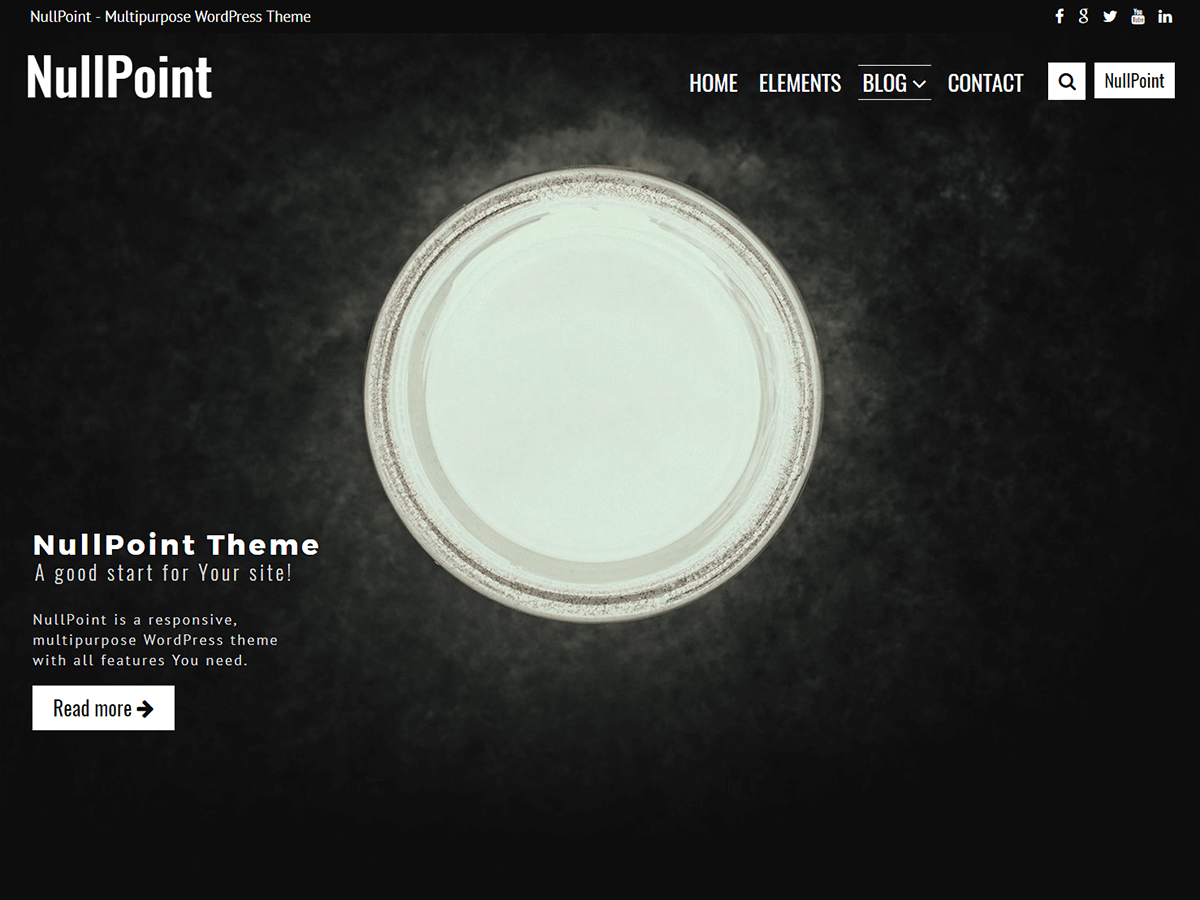 NullPoint - Multipurpose WordPress Theme
NullPoint
HOME ELEMENTS BLOG CONTACT NullPoint
NullPoint Theme
A good start for Your site!
NullPoint is a responsive,
multipurpose WordPress theme
with all features You need.
Read more